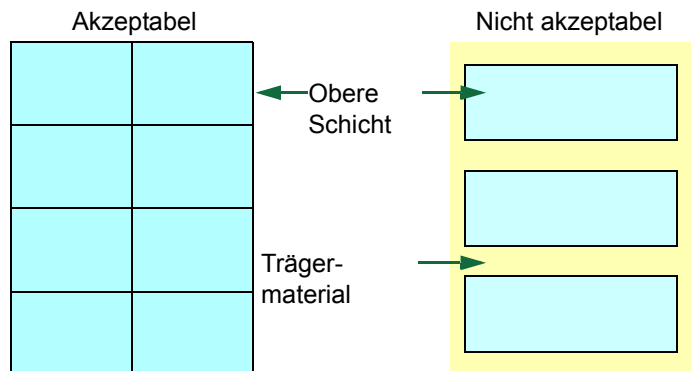 Akzeptabel
Nicht akzeptabel
Obere
Schicht
Träger-
material